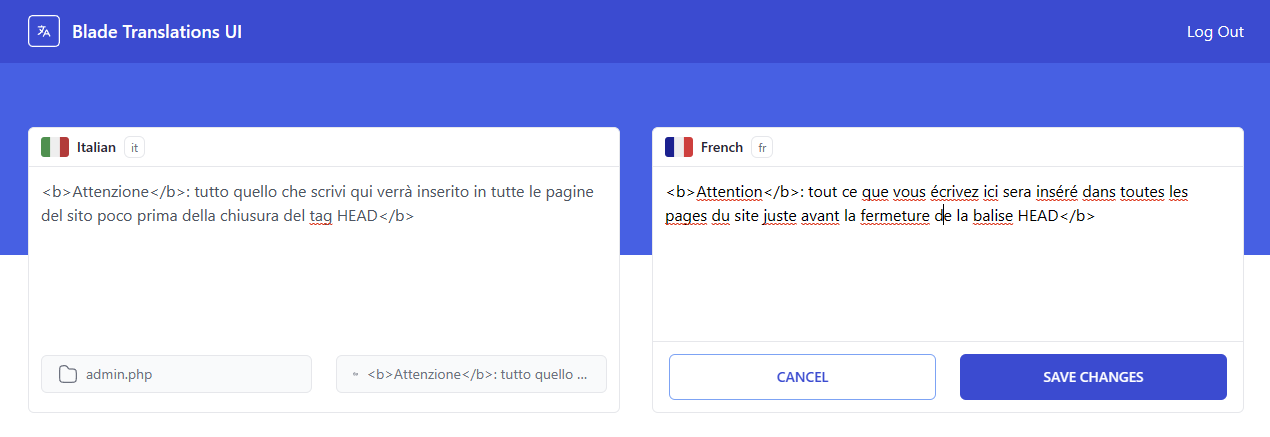 Blade Translations UI
Log Out
Italian it
<b>Attenzione</b>: tutto quello che scrivi qui verrà inserito in tutte le pagine
del sito poco prima della chiusura del tag HEAD</b>
admin.php
<b>Attenzione</b>: tutto quello ...
French fr
<b>Attention</b>: tout ce que vous écrivez ici sera inséré dans toutes les
pages du site juste avant la fermeture de la balise HEAD</b>
CANCEL
SAVE CHANGES